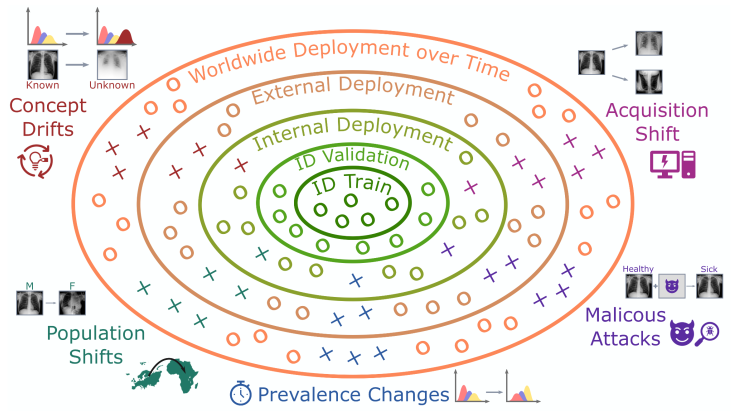 Worldwide Deployment over Time
External Deployment
Internal Deployment
ID Validation
ID Train
Known
Unknown
Concept
Drifts
Acquisition
Shift
M
F
Population
Shifts
Prevalence Changes
Healthy
Sick
Malicous
Attacks